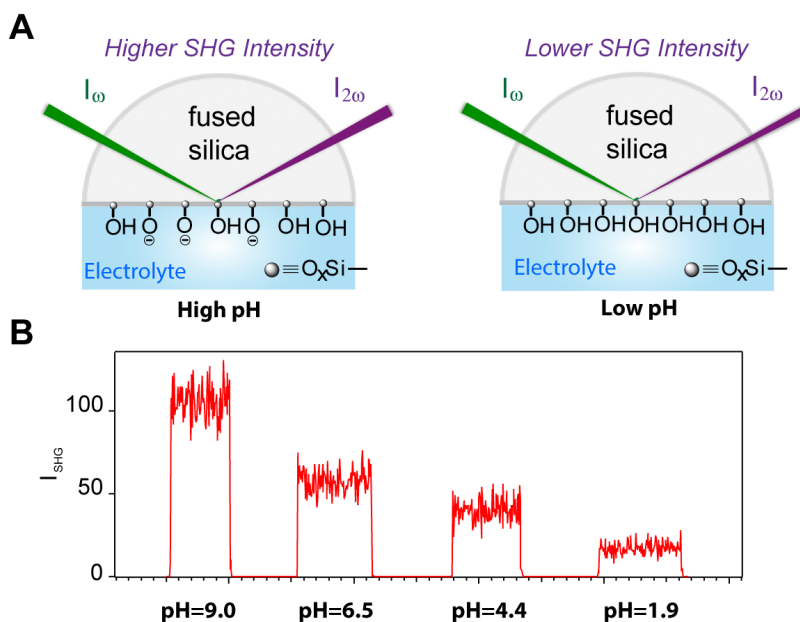 A
Higher SHG Intensity
Lower SHG Intensity
Iω
I2ω
Iω
I2ω
fused
silica
fused
silica
OH O O OH O OH OH
⊖ ⊖ ⊖
OH OH OH OH OH OH OH
Electrolyte
≡OxSi—
Electrolyte
≡OxSi—
High pH
Low pH
B
ISHG
100
50
0
pH=9.0
pH=6.5
pH=4.4
pH=1.9